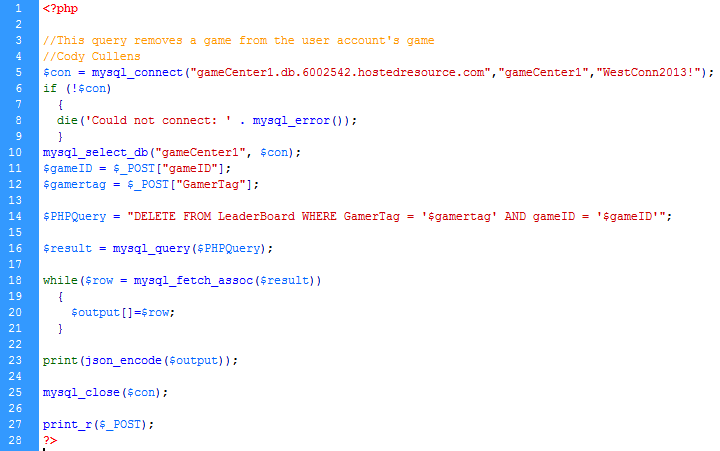 1 <?php
2
3 //This query removes a game from the user account's game
4 //Cody Cullens
5 $con = mysql_connect("gameCenter1.db.6002542.hostedresource.com","gameCenter1","WestConn2013!");
6 if (!$con)
7 {
8 die('Could not connect: ' . mysql_error());
9 }
10 mysql_select_db("gameCenter1", $con);
11 $gameID = $_POST["gameID"];
12 $gamertag = $_POST["GamerTag"];
13
14 $PHPQuery = "DELETE FROM LeaderBoard WHERE GamerTag = '$gamertag' AND gameID = '$gameID'";
15
16 $result = mysql_query($PHPQuery);
17
18 while($row = mysql_fetch_assoc($result))
19 {
20 $output[]=$row;
21 }
22
23 print(json_encode($output));
24
25 mysql_close($con);
26
27 print_r($_POST);
28 ?>